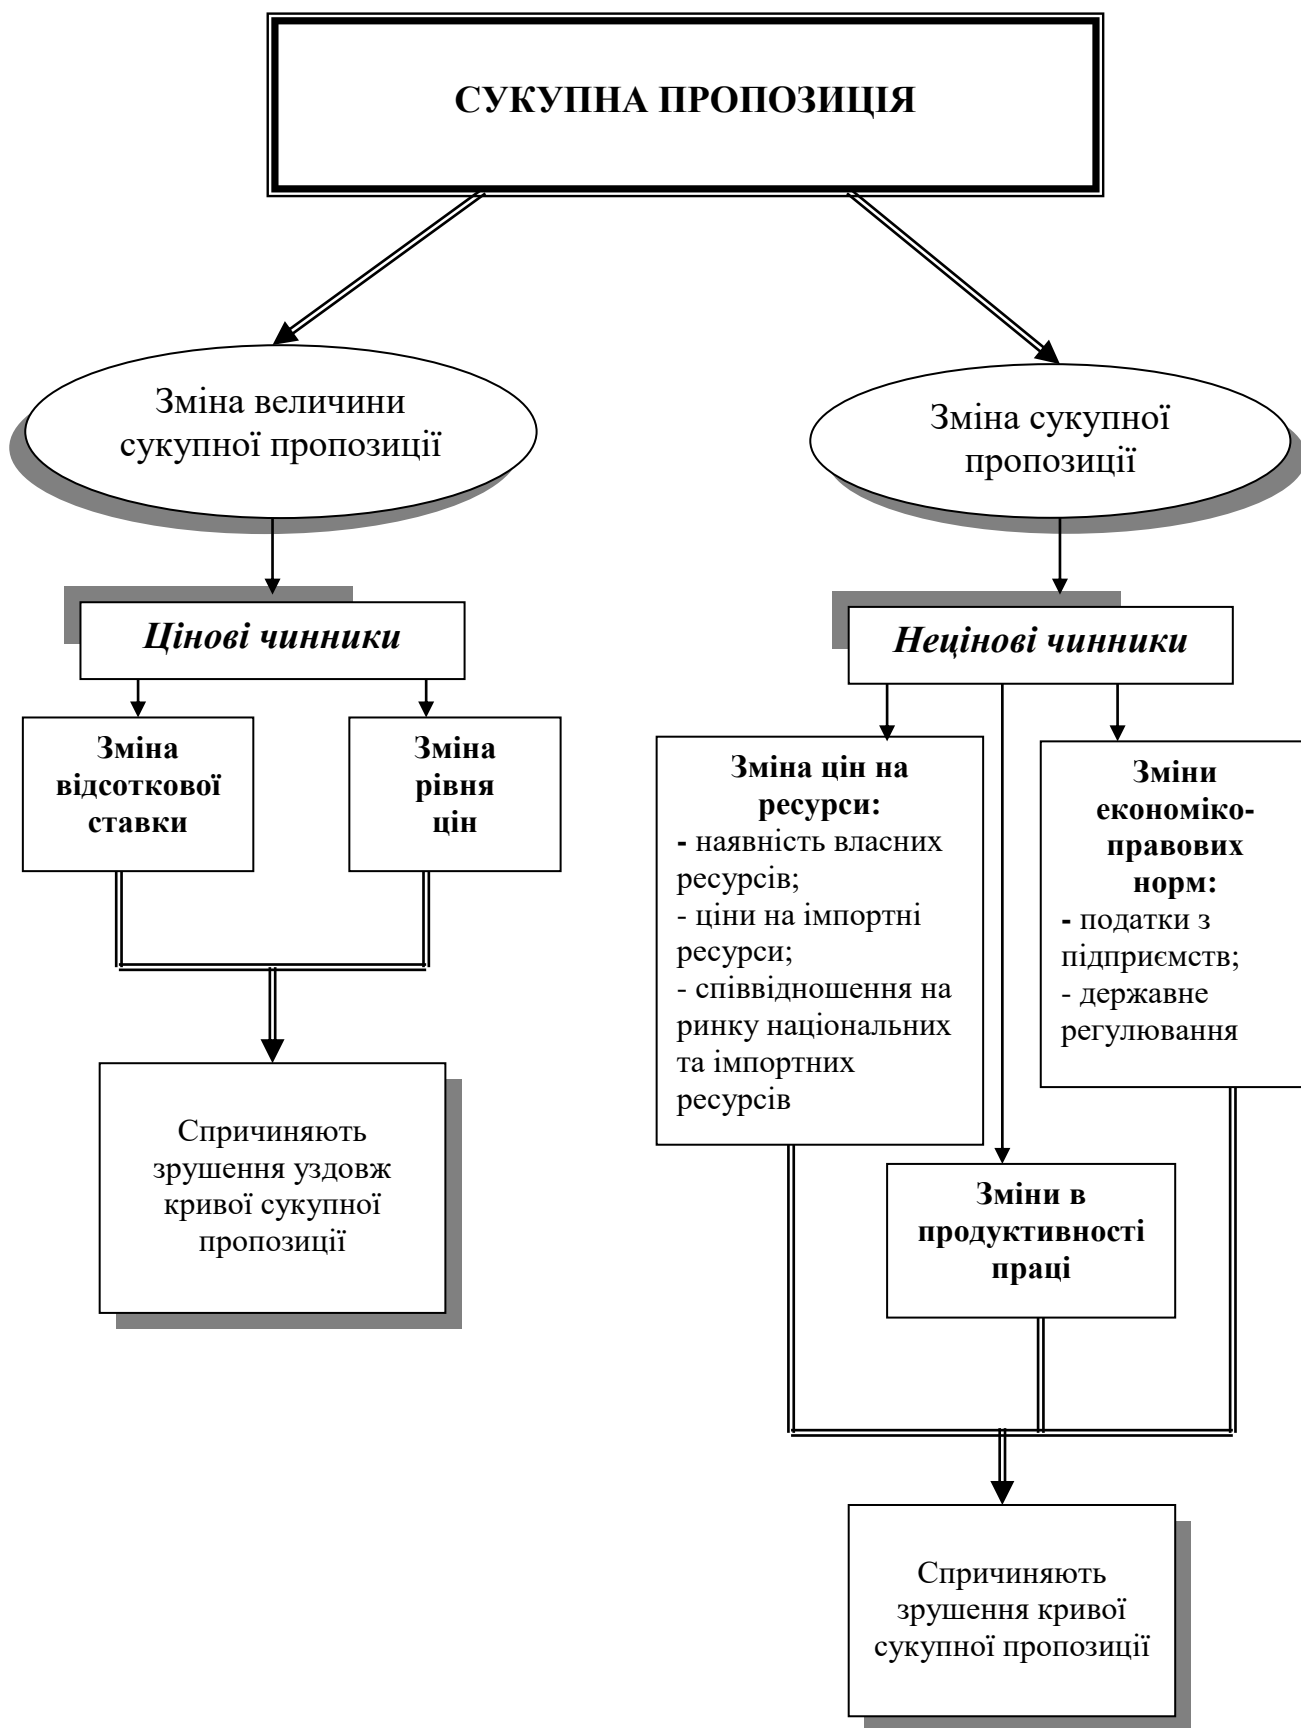 СУКУПНА ПРОПОЗИЦІЯ
Зміна величини
сукупної пропозиції
Зміна сукупної
пропозиції
Цінові чинники
Нецінові чинники
Зміна
відсоткової
ставки
Зміна
рівня
цін
Зміна цін на
ресурси:
- наявність власних
ресурсів;
- ціни на імпортні
ресурси;
- співвідношення на
ринку національних
та імпортних
ресурсів
Зміни
економіко-
правових
норм:
- податки з
підприємств;
- державне
регулювання
Спричиняють
зрушення уздовж
кривої сукупної
пропозиції
Зміни в
продуктивності
праці
Спричиняють
зрушення кривої
сукупної пропозиції